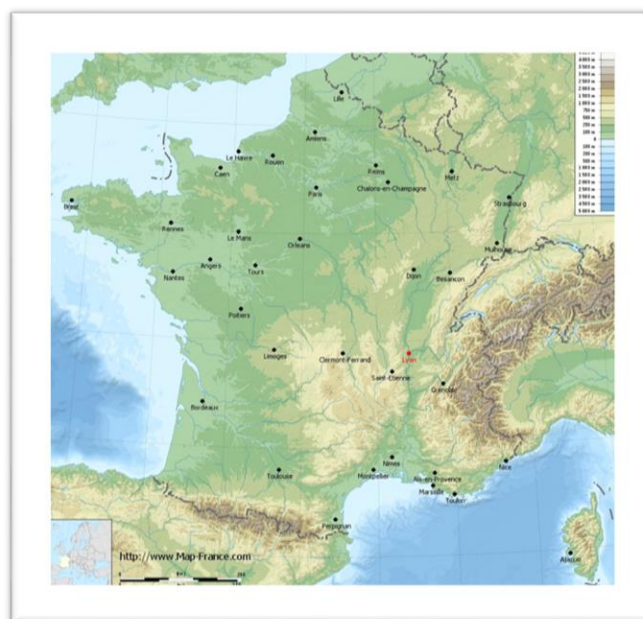 Lille
Amiens
Le Havre
Rouen
Caen
Reims
Chalons-en-Champagne
Metz
Paris
Strasbourg
Brest
Rennes
Le Mans
Orleans
Mulhouse
Angers
Tours
Nantes
Dijon
Besancon
Poitiers
Limoges
Clermont-Ferrand
Lyon
Saint-Etienne
Grenoble
Bordeaux
Nimes
Nice
Toulouse
Montpellier
Aix-en-Provence
Marseille
Toulon
Perpignan
Ajaccio
http://www.Map-France.com